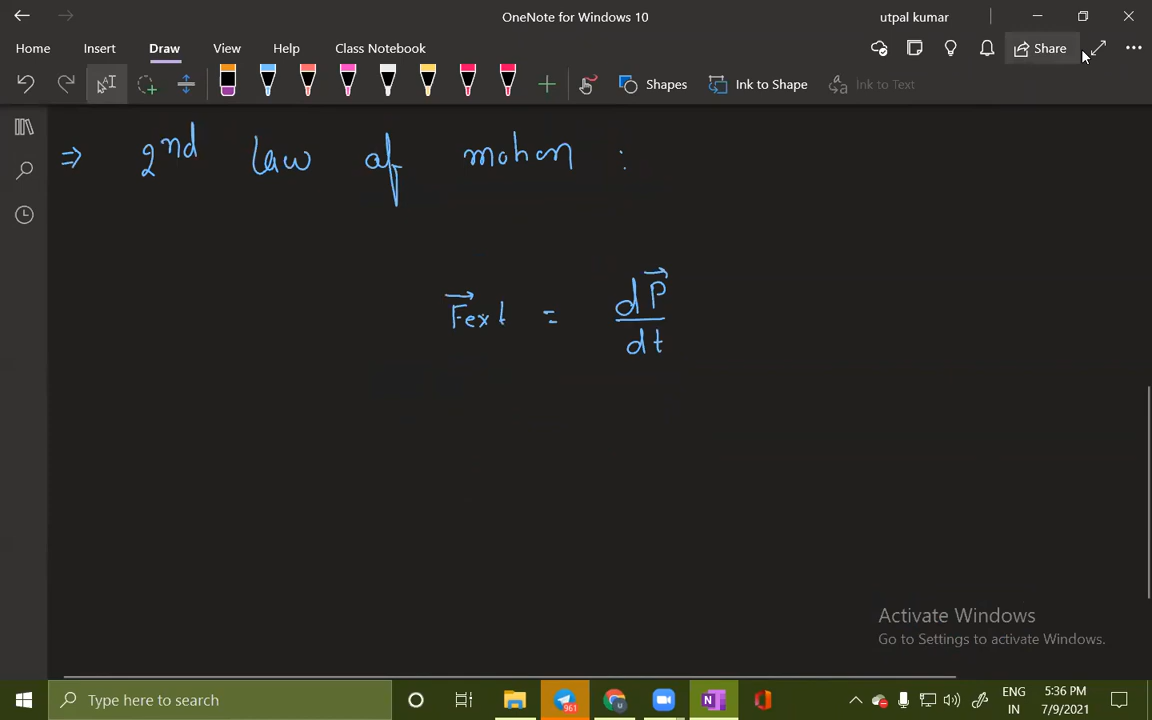 OneNote for Windows 10
utpal kumar
Home Insert Draw View Help Class Notebook
Share
Shapes Ink to Shape Ink to Text
⇒ 2nd law of motion :
F⃗ext = dP⃗/dt
Activate Windows
Go to Settings to activate Windows.
Type here to search
961
ENG
IN
5:36 PM
7/9/2021